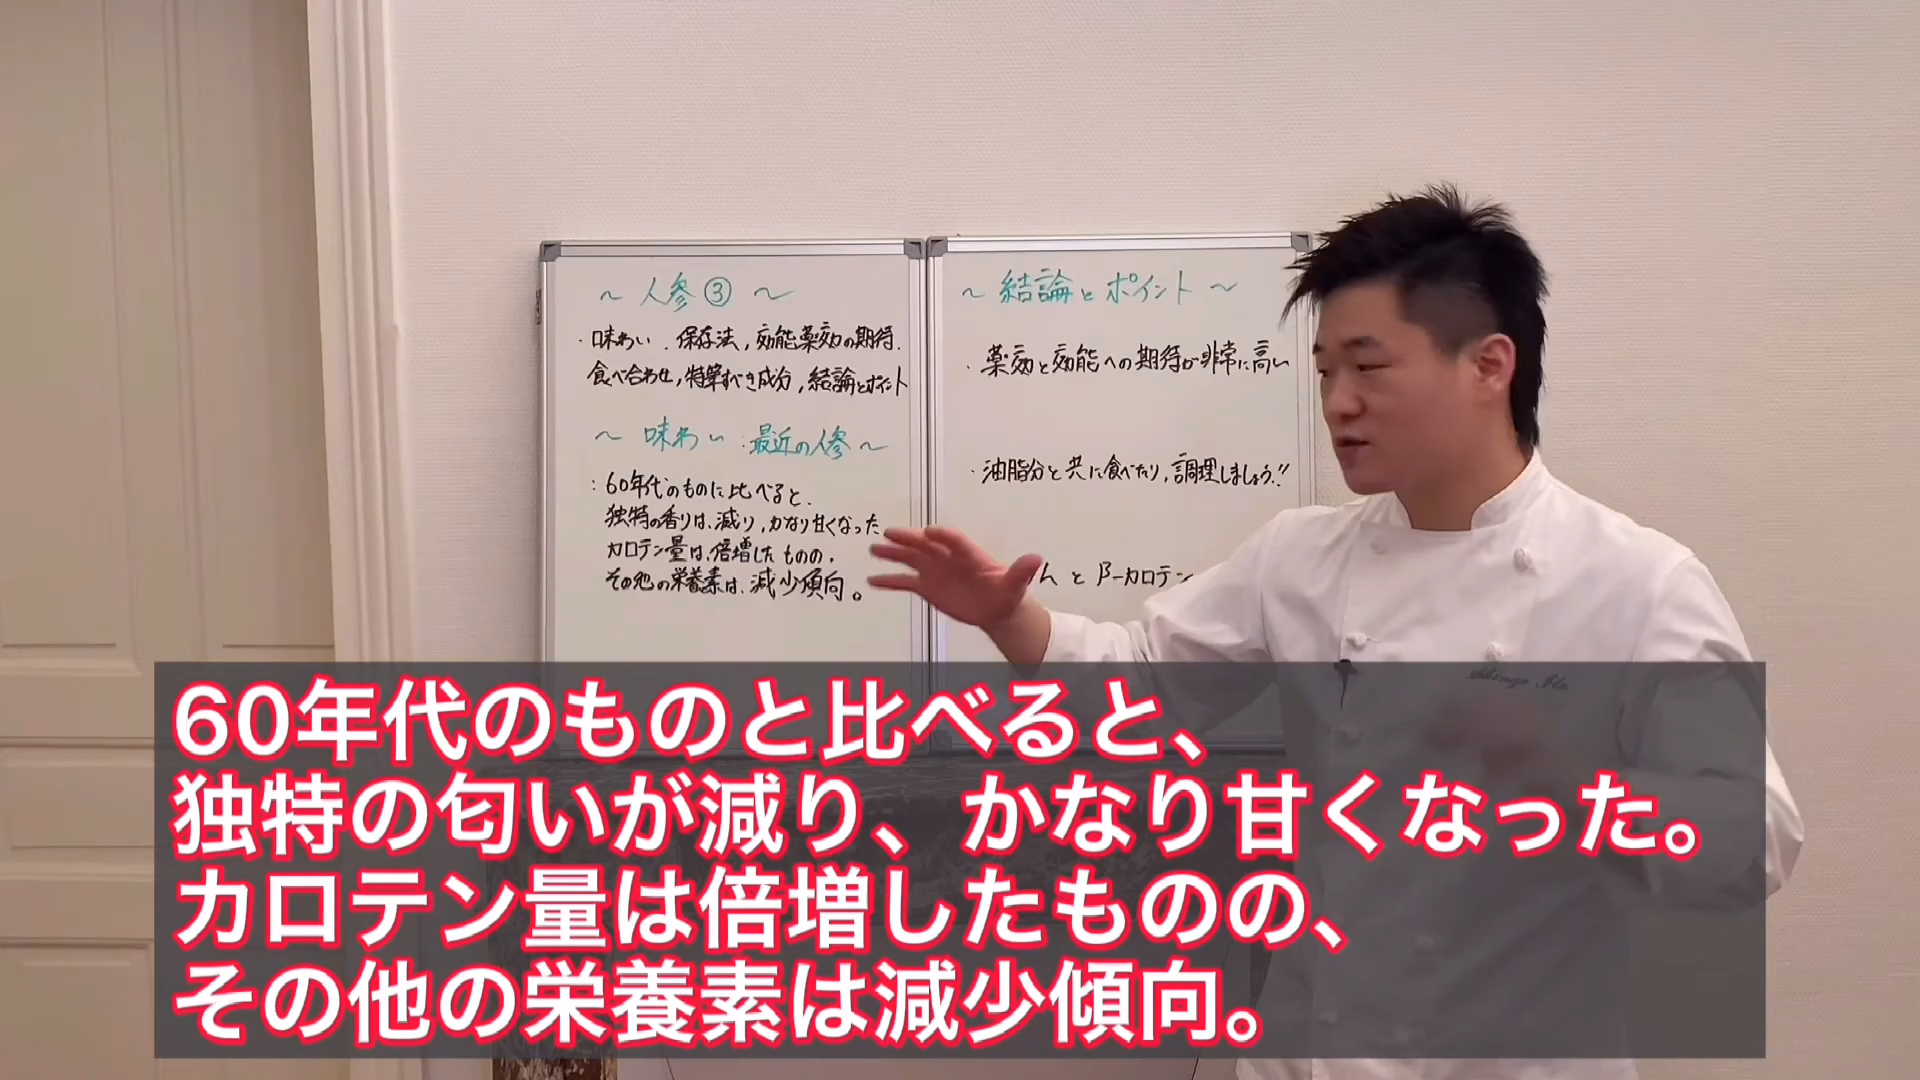 ～ 人参③ ～
・味わい、保存法、効能薬効の期待、
食べ合わせ、特筆すべき成分、結論とポイント
～ 味わい:最近の人参～
:60年代のものに比べると、
独特の香りは、減り、かなり甘くなった
カロテン量は、倍増したものの、
その他の栄養素は、減少傾向。
～ 結論とポイント ～
・薬効と効能への期待が非常に高い
・油脂分と共に食べたり、調理しましょう!!
とβ-カロテン
60年代のものと比べると、
独特の匂いが減り、かなり甘くなった。
カロテン量は倍増したものの、
その他の栄養素は減少傾向。